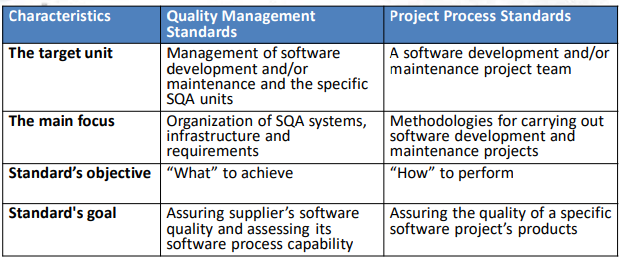 Characteristics
Quality Management
Standards
Project Process Standards
The target unit
Management of software
development and/or
maintenance and the specific
SQA units
A software development and/or
maintenance project team
The main focus
Organization of SQA systems,
infrastructure and
requirements
Methodologies for carrying out
software development and
maintenance projects
Standard’s objective
“What” to achieve
“How” to perform
Standard's goal
Assuring supplier’s software
quality and assessing its
software process capability
Assuring the quality of a specific
software project’s products